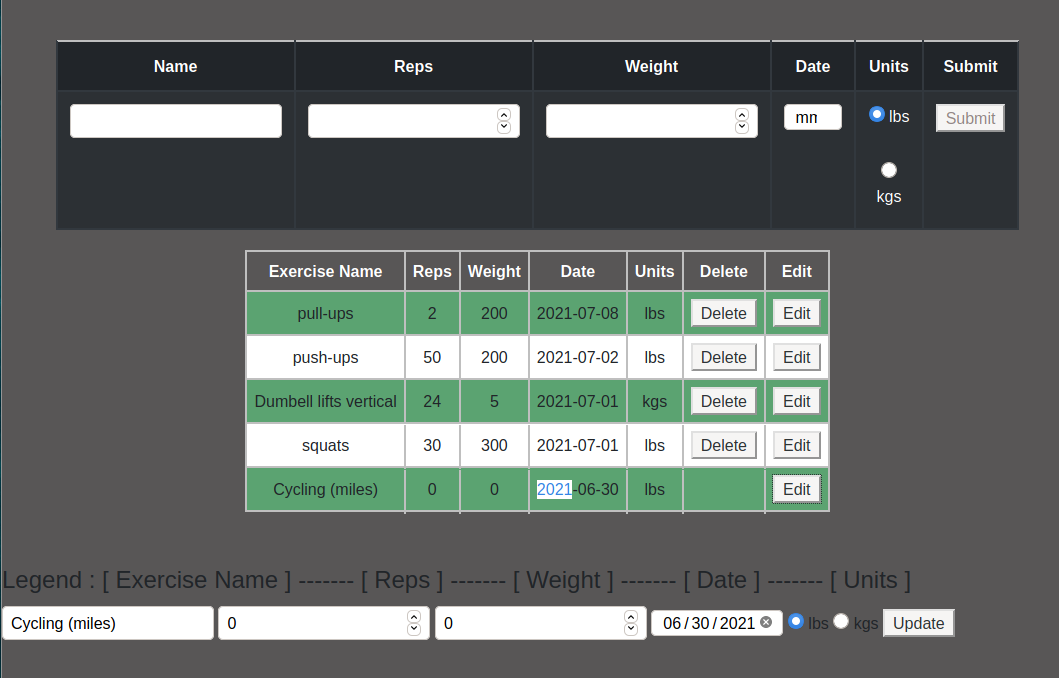 Name Reps Weight Date Units Submit
mm lbs Submit
kgs
Exercise Name Reps Weight Date Units Delete Edit
pull-ups 2 200 2021-07-08 lbs Delete Edit
push-ups 50 200 2021-07-02 lbs Delete Edit
Dumbell lifts vertical 24 5 2021-07-01 kgs Delete Edit
squats 30 300 2021-07-01 lbs Delete Edit
Cycling (miles) 0 0 2021-06-30 lbs Edit
Legend : [ Exercise Name ] ------- [ Reps ] ------- [ Weight ] ------- [ Date ] ------- [ Units ]
Cycling (miles) 0 0 06/30/2021 lbs kgs Update